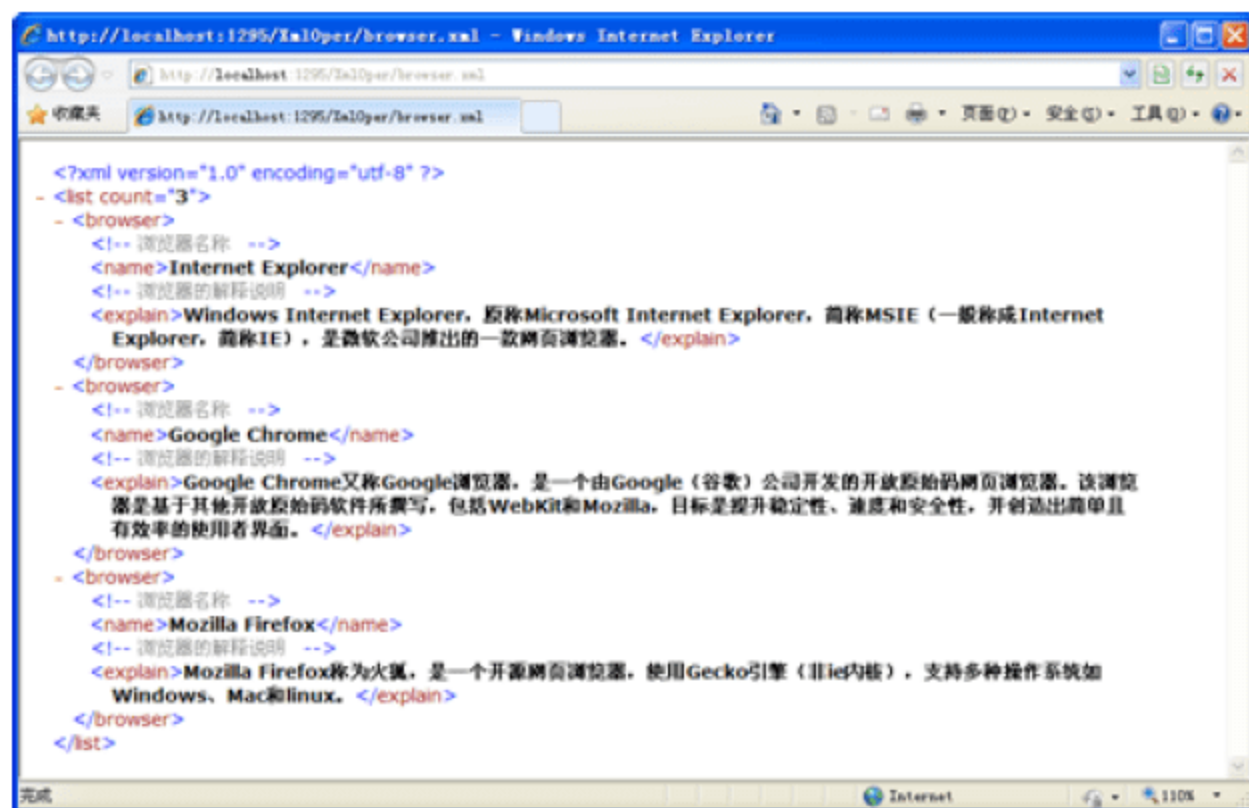 http://localhost:1295/XmlOper/browser.xml - Windows Internet Explorer
http://localhost:1295/XmlOper/browser.xml
收藏夹 http://localhost:1295/XmlOper/browser.xml 页面(P) 安全(S) 工具(O)
<?xml version="1.0" encoding="utf-8" ?>
- <list count="3">
- <browser>
<!-- 浏览器名称 -->
<name>Internet Explorer</name>
<!-- 浏览器的解释说明 -->
<explain>Windows Internet Explorer，原称Microsoft Internet Explorer，简称MSIE（一般称成Internet
Explorer，简称IE），是微软公司推出的一款网页浏览器。</explain>
</browser>
- <browser>
<!-- 浏览器名称 -->
<name>Google Chrome</name>
<!-- 浏览器的解释说明 -->
<explain>Google Chrome又称Google浏览器，是一个由Google（谷歌）公司开发的开放原始码网页浏览器。该浏览
器是基于其他开放原始码软件所撰写，包括WebKit和Mozilla，目标是提升稳定性、速度和安全性，并创造出简单且
有效率的使用者界面。</explain>
</browser>
- <browser>
<!-- 浏览器名称 -->
<name>Mozilla Firefox</name>
<!-- 浏览器的解释说明 -->
<explain>Mozilla Firefox称为火狐，是一个开源网页浏览器，使用Gecko引擎（非ie内核），支持多种操作系统如
Windows、Mac和linux。</explain>
</browser>
</list>
完成 Internet 110%